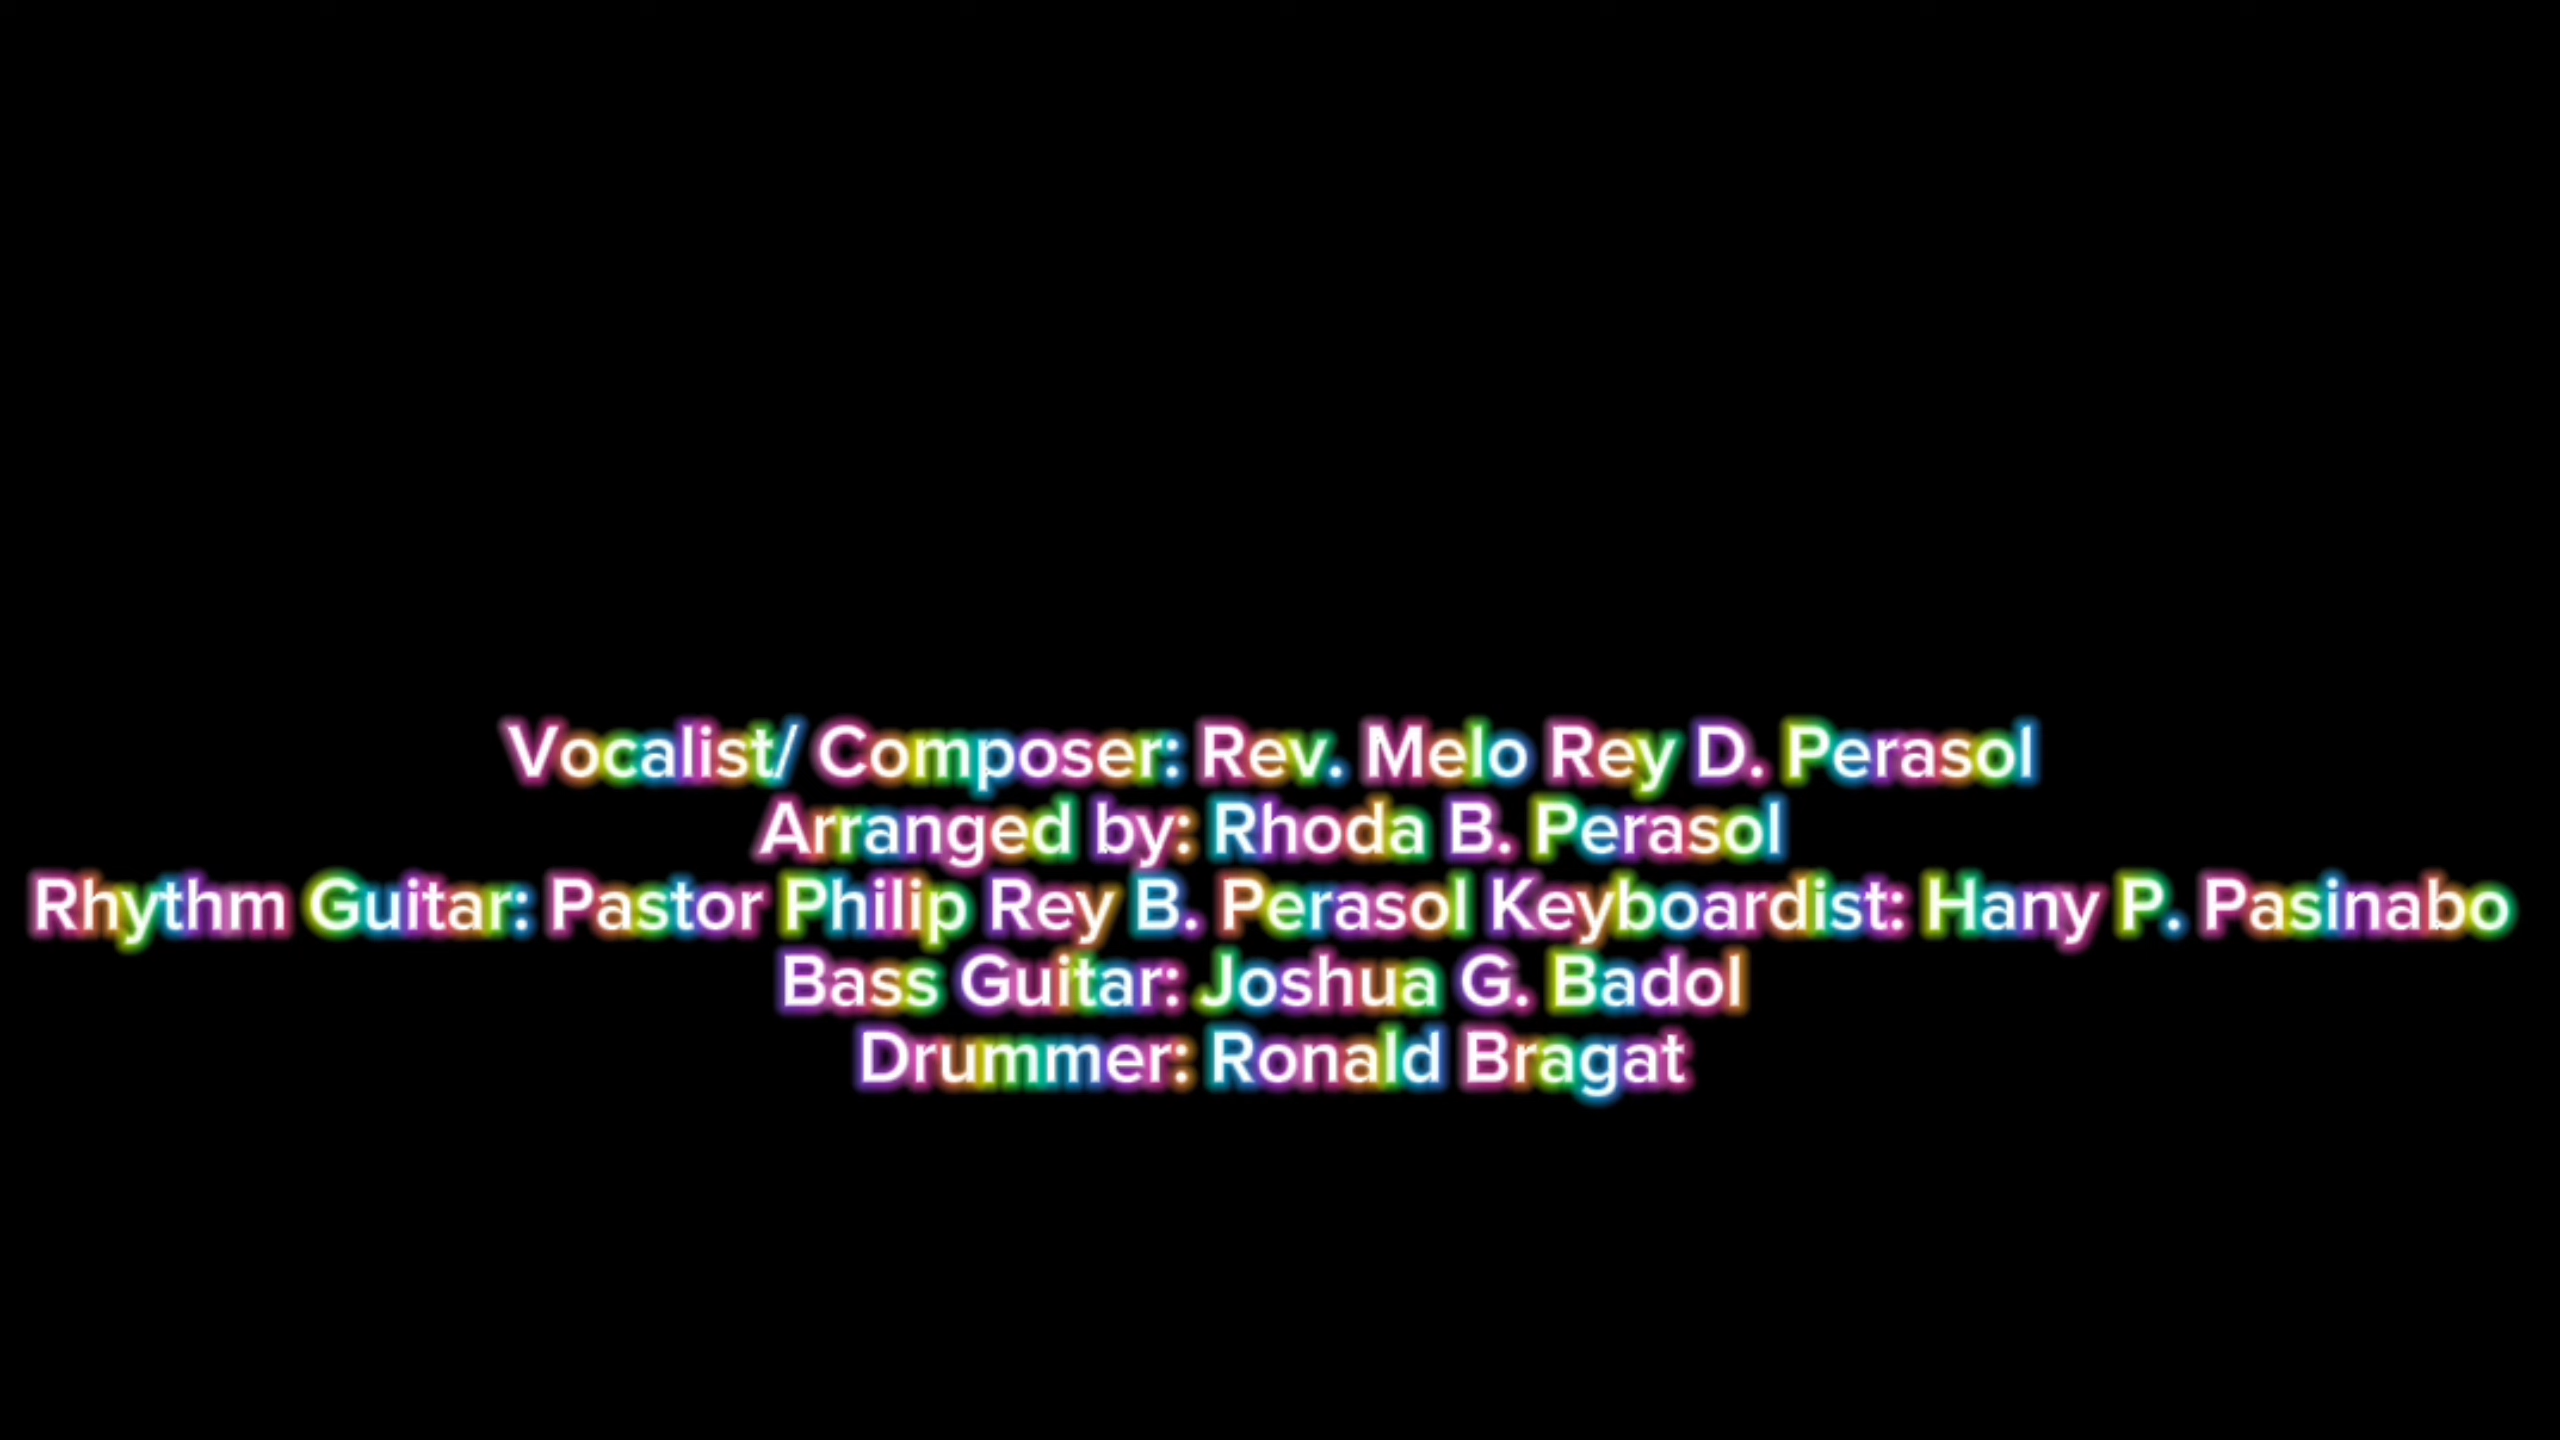 Vocalist/ Composer: Rev. Melo Rey D. Perasol
Arranged by: Rhoda B. Perasol
Rhythm Guitar: Pastor Philip Rey B. Perasol Keyboardist: Hany P. Pasinabo
Bass Guitar: Joshua G. Badol
Drummer: Ronald Bragat